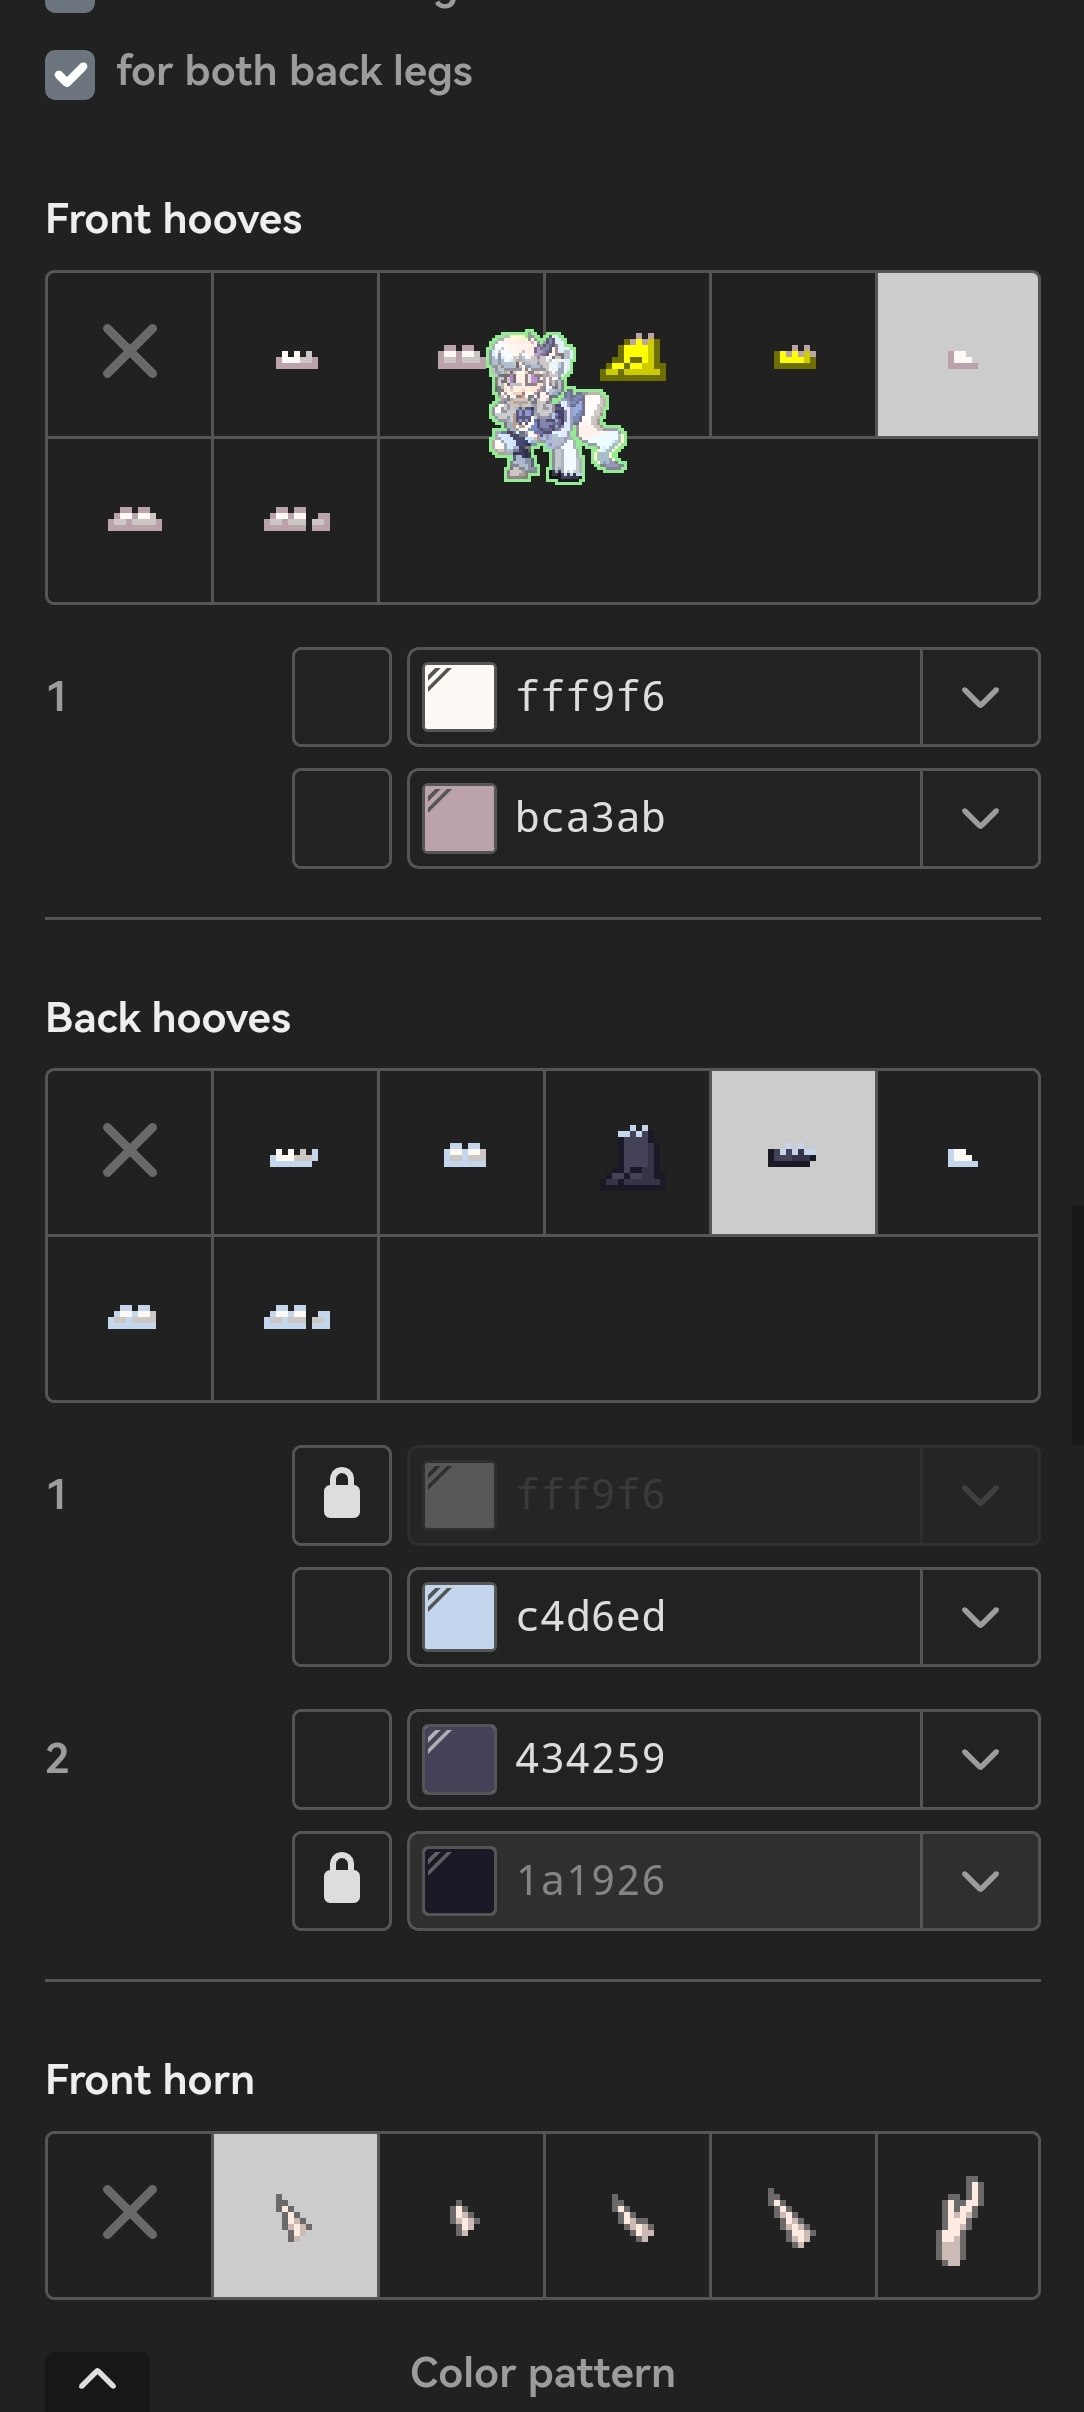 for both back legs
Front hooves
1
fff9f6
bca3ab
Back hooves
1
fff9f6
c4d6ed
2
434259
1a1926
Front horn
Color pattern